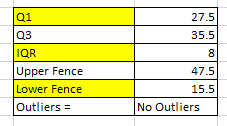 Q1 27.5
Q3 35.5
IQR 8
Upper Fence 47.5
Lower Fence 15.5
Outliers = No Outliers